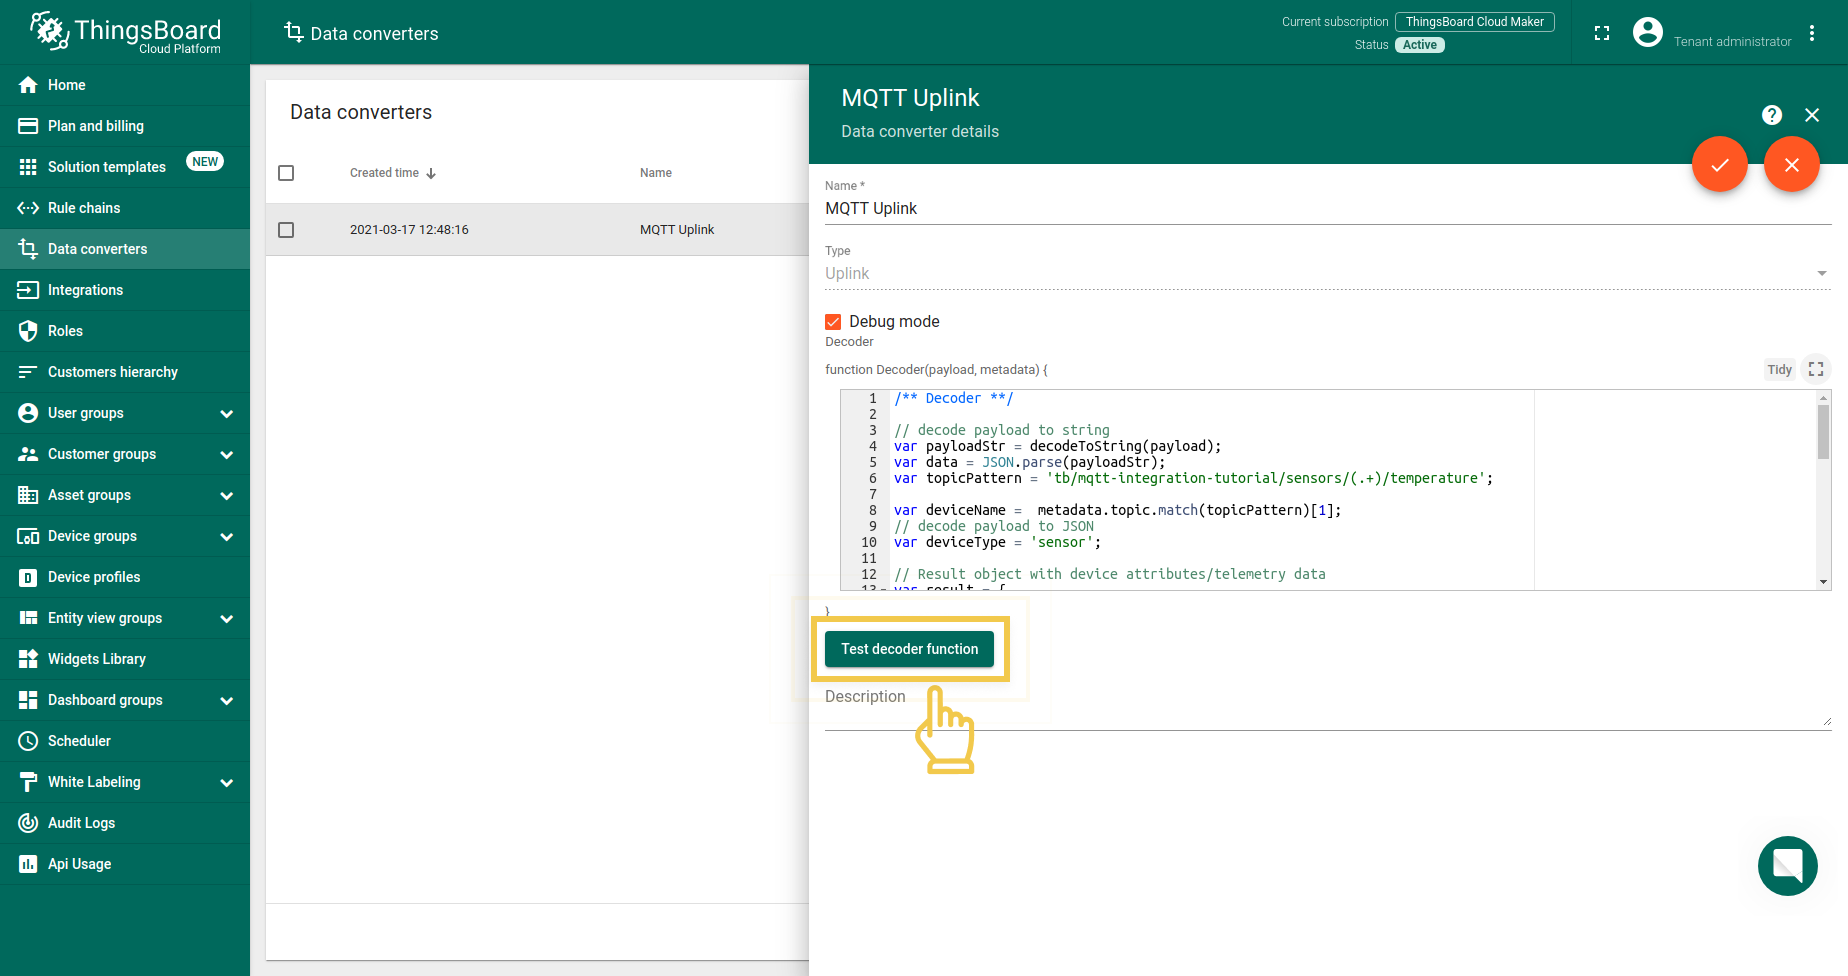 ThingsBoard
Cloud Platform
Data converters
Current subscription ThingsBoard Cloud Maker
Status Active
Tenant administrator
Home
Plan and billing
Solution templates NEW
Rule chains
Data converters
Integrations
Roles
Customers hierarchy
User groups
Customer groups
Asset groups
Device groups
Device profiles
Entity view groups
Widgets Library
Dashboard groups
Scheduler
White Labeling
Audit Logs
Api Usage
Data converters
Created time Name
2021-03-17 12:48:16 MQTT Uplink
MQTT Uplink
Data converter details
Name *
MQTT Uplink
Type
Uplink
Debug mode
Decoder
function Decoder(payload, metadata) {
Tidy
1 /** Decoder **/
2
3 // decode payload to string
4 var payloadStr = decodeToString(payload);
5 var data = JSON.parse(payloadStr);
6 var topicPattern = 'tb/mqtt-integration-tutorial/sensors/(.+)/temperature';
7
8 var deviceName =  metadata.topic.match(topicPattern)[1];
9 // decode payload to JSON
10 var deviceType = 'sensor';
11
12 // Result object with device attributes/telemetry data
13 var result = {
}
Test decoder function
Description